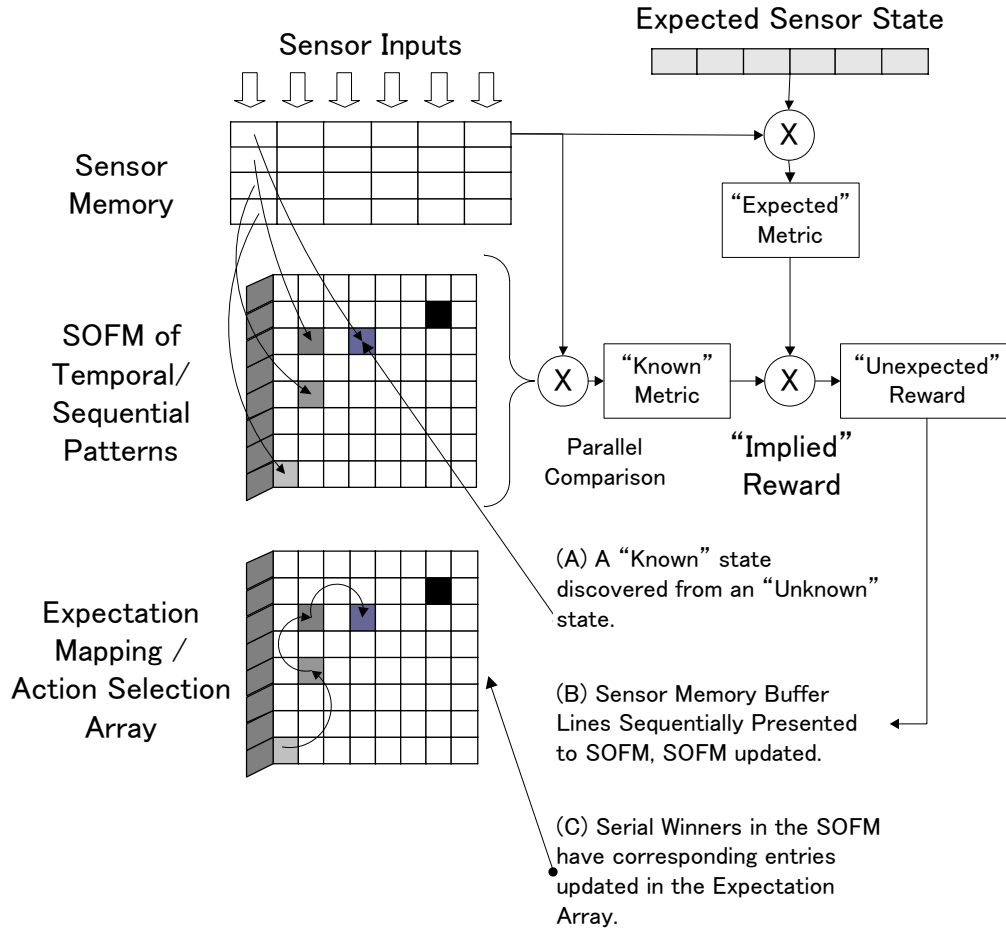 Expected Sensor State
Sensor Inputs
X
Sensor
Memory
“Expected”
Metric
SOFM of
Temporal/
Sequential
Patterns
X
“Known”
Metric
X
“Unexpected”
Reward
Parallel
Comparison
“Implied”
Reward
(A) A “Known” state
discovered from an “Unknown”
state.
Expectation
Mapping /
Action Selection
Array
(B) Sensor Memory Buffer
Lines Sequentially Presented
to SOFM, SOFM updated.
(C) Serial Winners in the SOFM
have corresponding entries
updated in the Expectation
Array.